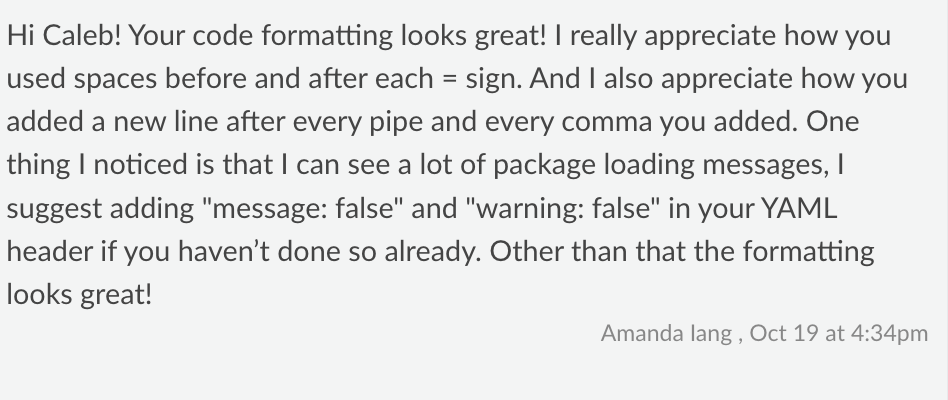 Hi Caleb! Your code formatting looks great! I really appreciate how you
used spaces before and after each = sign. And I also appreciate how you
added a new line after every pipe and every comma you added. One
thing I noticed is that I can see a lot of package loading messages, I
suggest adding "message: false" and "warning: false" in your YAML
header if you haven’t done so already. Other than that the formatting
looks great!
Amanda Iang , Oct 19 at 4:34pm